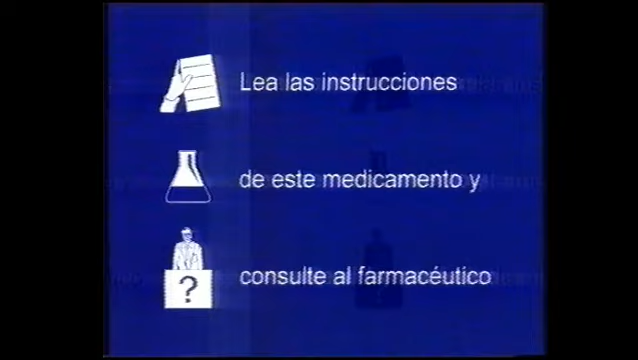 Lea las instrucciones
de este medicamento y
consulte al farmacéutico
?